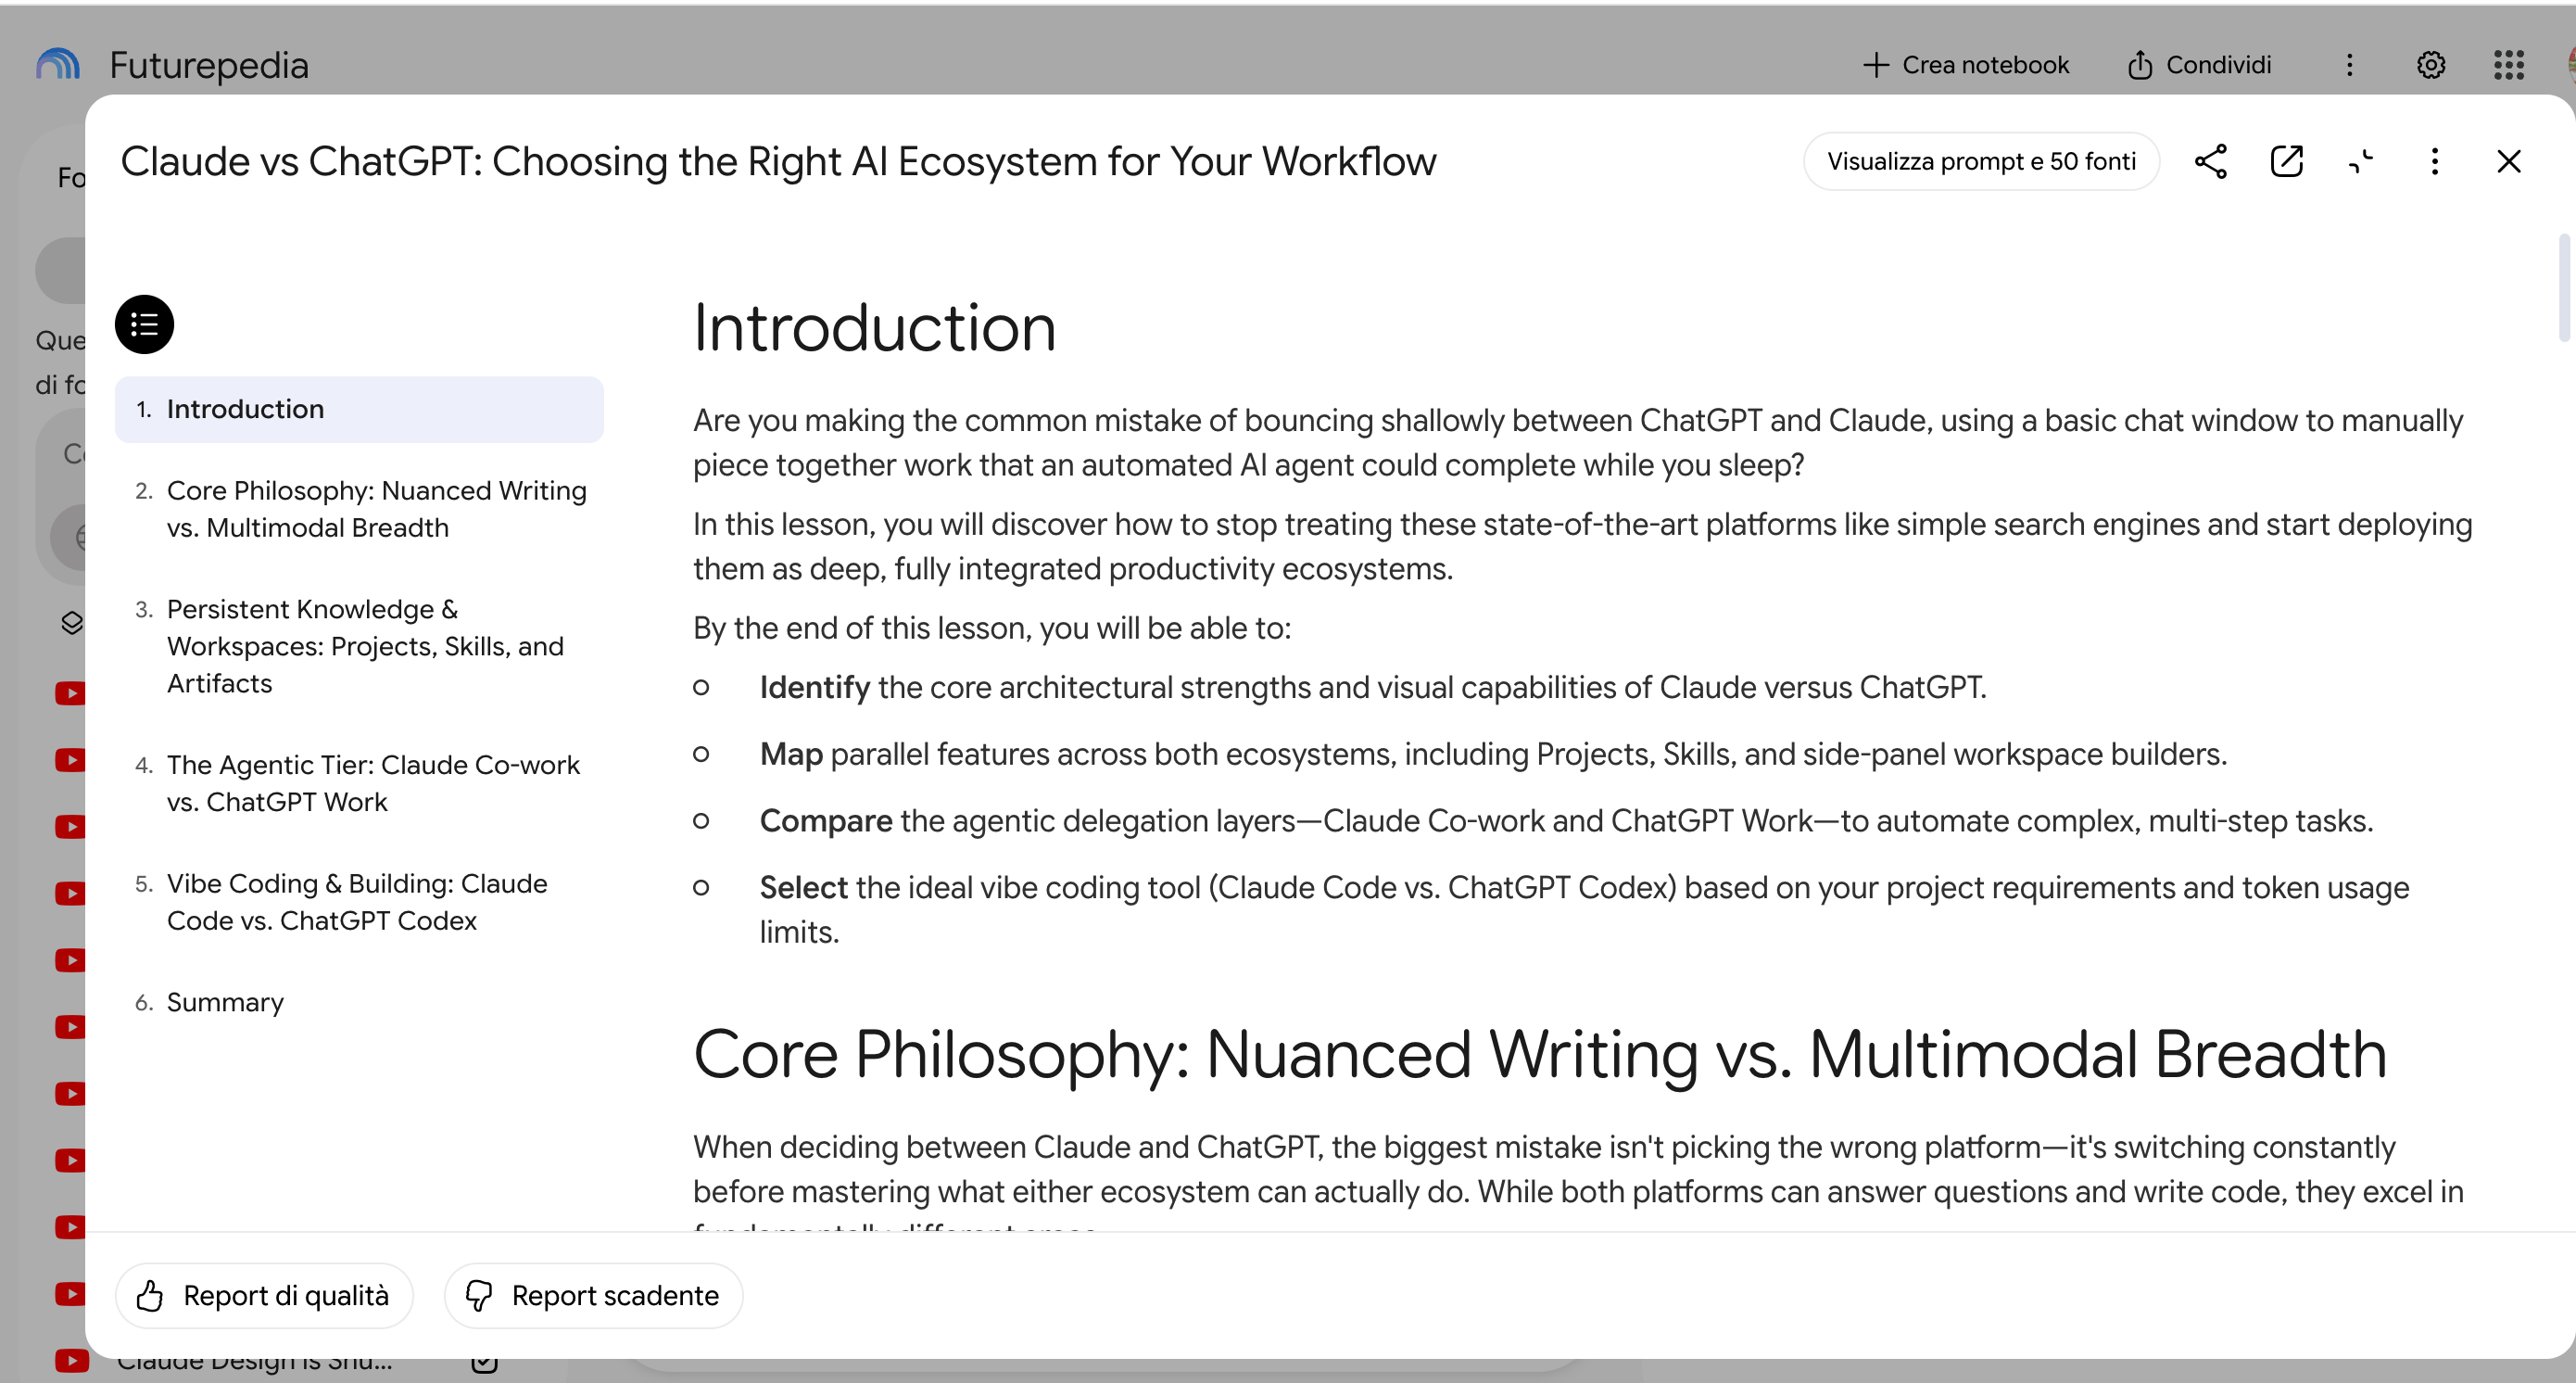 Futurepedia
Crea notebook
Condividi
Claude vs ChatGPT: Choosing the Right AI Ecosystem for Your Workflow
Visualizza prompt e 50 fonti
1. Introduction
2. Core Philosophy: Nuanced Writing
vs. Multimodal Breadth
3. Persistent Knowledge &
Workspaces: Projects, Skills, and
Artifacts
4. The Agentic Tier: Claude Co-work
vs. ChatGPT Work
5. Vibe Coding & Building: Claude
Code vs. ChatGPT Codex
6. Summary
Introduction
Are you making the common mistake of bouncing shallowly between ChatGPT and Claude, using a basic chat window to manually
piece together work that an automated AI agent could complete while you sleep?
In this lesson, you will discover how to stop treating these state-of-the-art platforms like simple search engines and start deploying
them as deep, fully integrated productivity ecosystems.
By the end of this lesson, you will be able to:
Identify the core architectural strengths and visual capabilities of Claude versus ChatGPT.
Map parallel features across both ecosystems, including Projects, Skills, and side-panel workspace builders.
Compare the agentic delegation layers—Claude Co-work and ChatGPT Work—to automate complex, multi-step tasks.
Select the ideal vibe coding tool (Claude Code vs. ChatGPT Codex) based on your project requirements and token usage
limits.
Core Philosophy: Nuanced Writing vs. Multimodal Breadth
When deciding between Claude and ChatGPT, the biggest mistake isn't picking the wrong platform—it's switching constantly
before mastering what either ecosystem can actually do. While both platforms can answer questions and write code, they excel in
fundamentally different areas
Report di qualità
Report scadente
Claude Design is Shu...